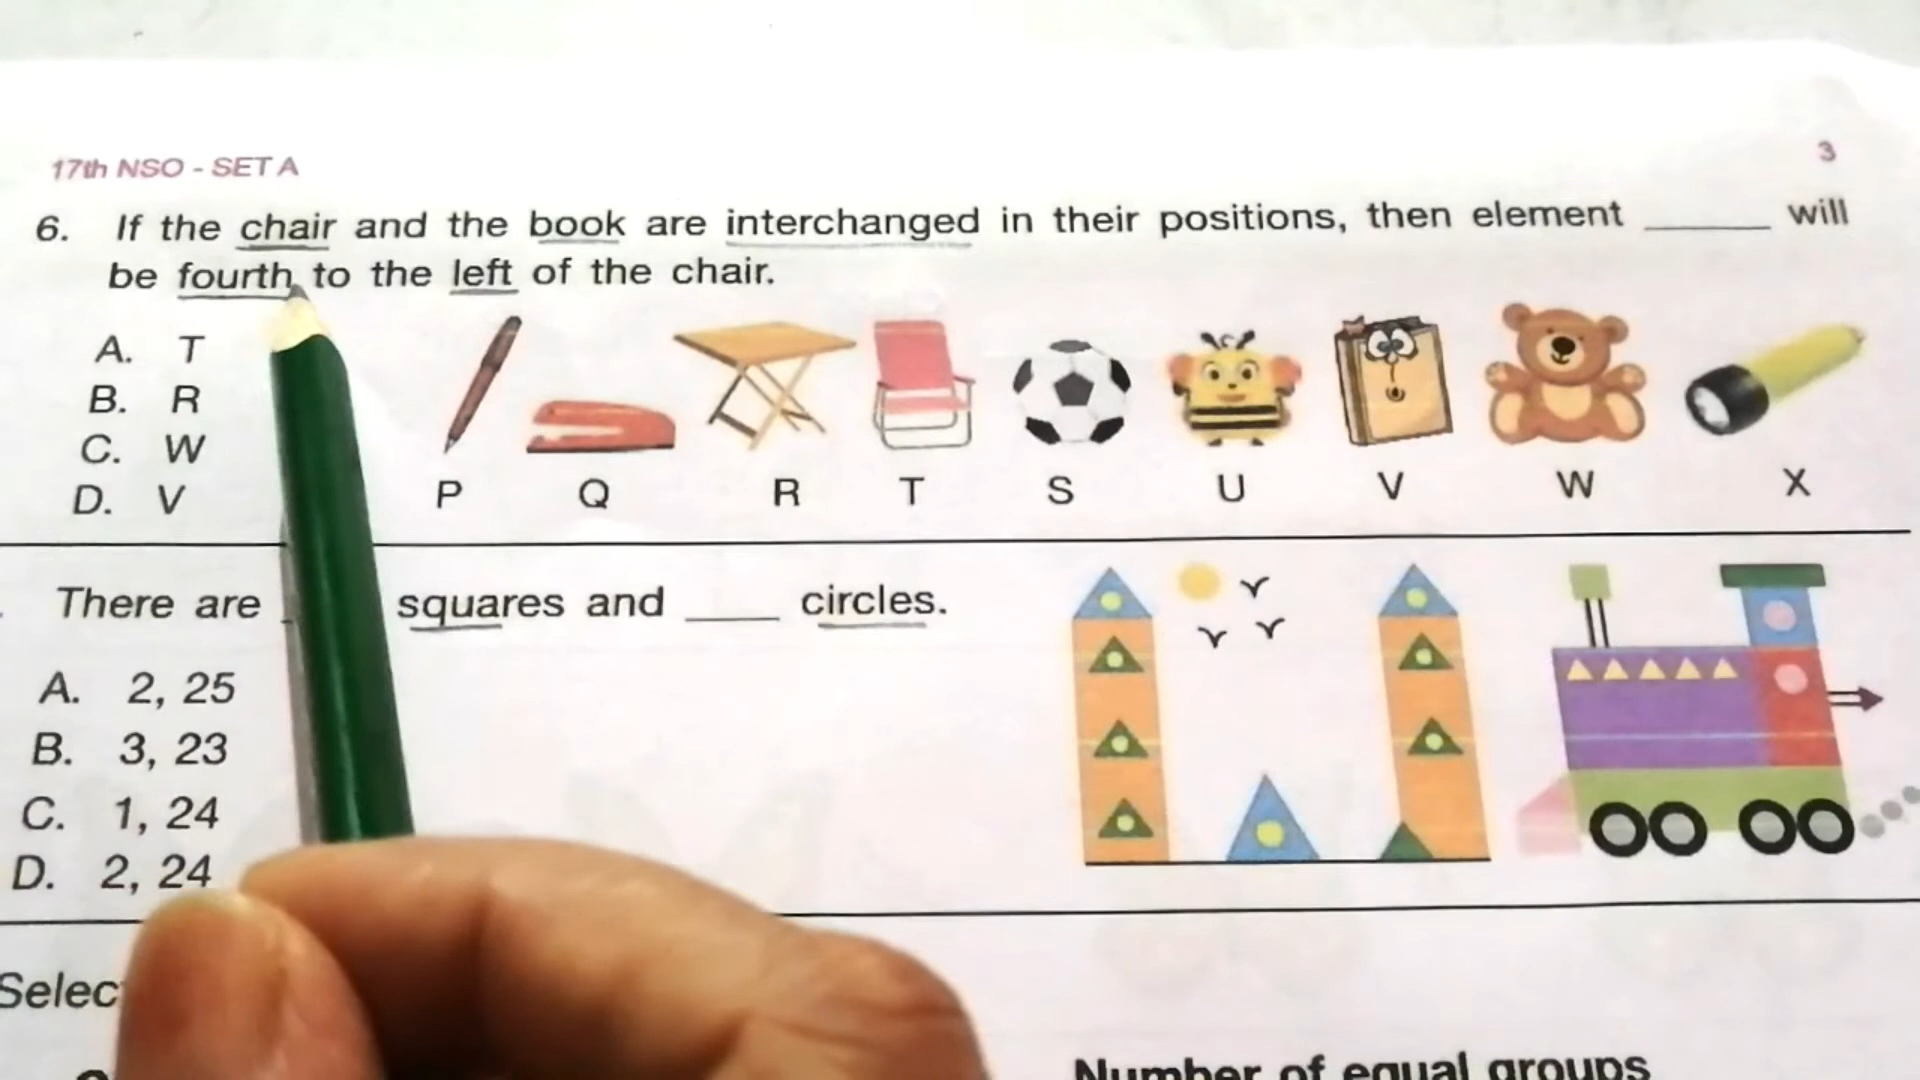 17th NSO - SET A
3
6. If the chair and the book are interchanged in their positions, then element ______ will
be fourth to the left of the chair.
A. T
B. R
C. W
D. V
P Q R T S U V W X
There are squares and ____ circles.
A. 2, 25
B. 3, 23
C. 1, 24
D. 2, 24
Number of equal groups